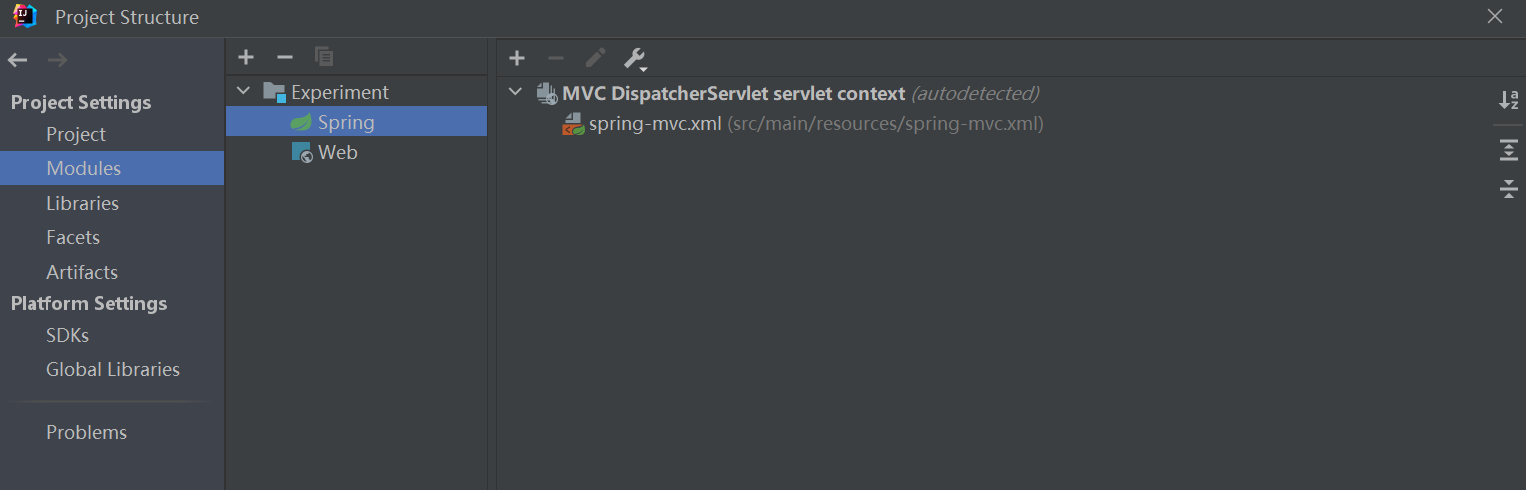 Project Structure
Project Settings
Project
Modules
Libraries
Facets
Artifacts
Platform Settings
SDKs
Global Libraries
Problems
Experiment
Spring
Web
MVC DispatcherServlet servlet context (autodetected)
spring-mvc.xml (src/main/resources/spring-mvc.xml)